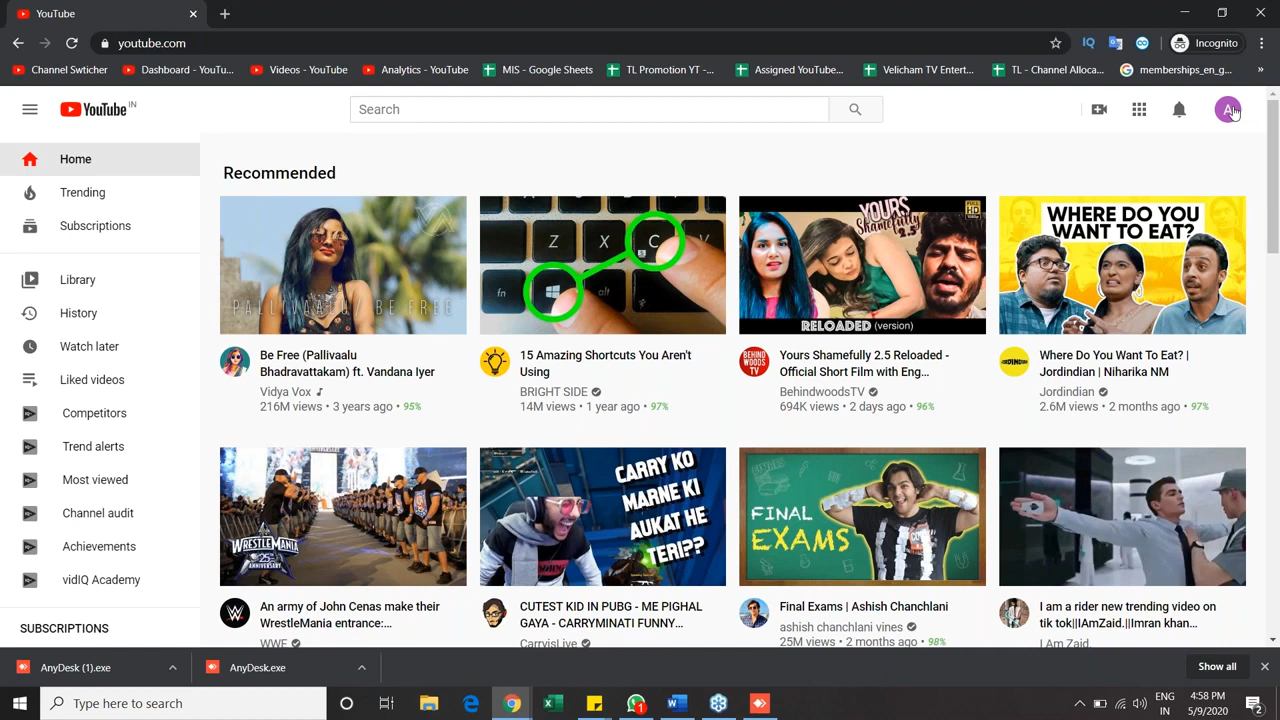 YouTube
youtube.com
Incognito
Channel Swticher
Dashboard - YouTu...
Videos - YouTube
Analytics - YouTube
MIS - Google Sheets
TL Promotion YT -...
Assigned YouTube...
Velicham TV Entert...
TL - Channel Alloca...
memberships_en_g...
»
YouTube IN
Search
A
Home
Trending
Subscriptions
Library
History
Watch later
Liked videos
Competitors
Trend alerts
Most viewed
Channel audit
Achievements
vidIQ Academy
SUBSCRIPTIONS
Recommended
PALLIVAALU/ BE FREE
Be Free (Pallivaalu
Bhadravattakam) ft. Vandana Iyer
Vidya Vox
216M views • 3 years ago • 95%
Z X C V
fn alt
15 Amazing Shortcuts You Aren't
Using
BRIGHT SIDE
14M views • 1 year ago • 97%
YOURS
Shamefully
2.5
FULL
HD
RELOADED (version)
BEHIND
WOODS
TV
Yours Shamefully 2.5 Reloaded -
Official Short Film with Eng...
BehindwoodsTV
694K views • 2 days ago • 96%
WHERE DO YOU
WANT TO EAT?
JORDINDIAN
Where Do You Want To Eat? |
Jordindian | Niharika NM
Jordindian
2.6M views • 2 months ago • 97%
WRESTLEMANIA
25
ANNIVERSARY
An army of John Cenas make their
WrestleMania entrance:...
WWE
CARRY KO
MARNE KI
AUKAT HE
TERI??
CUTEST KID IN PUBG - ME PIGHAL
GAYA - CARRYMINATI FUNNY...
CarryisLive
FINAL
EXAMS
Final Exams | Ashish Chanchlani
ashish chanchlani vines
25M views • 2 months ago • 98%
I am a rider new trending video on
tik tok||IAmZaid.||Imran khan...
I Am Zaid.
AnyDesk (1).exe
AnyDesk.exe
Show all
Type here to search
1
ENG
IN
4:58 PM
5/9/2020
2